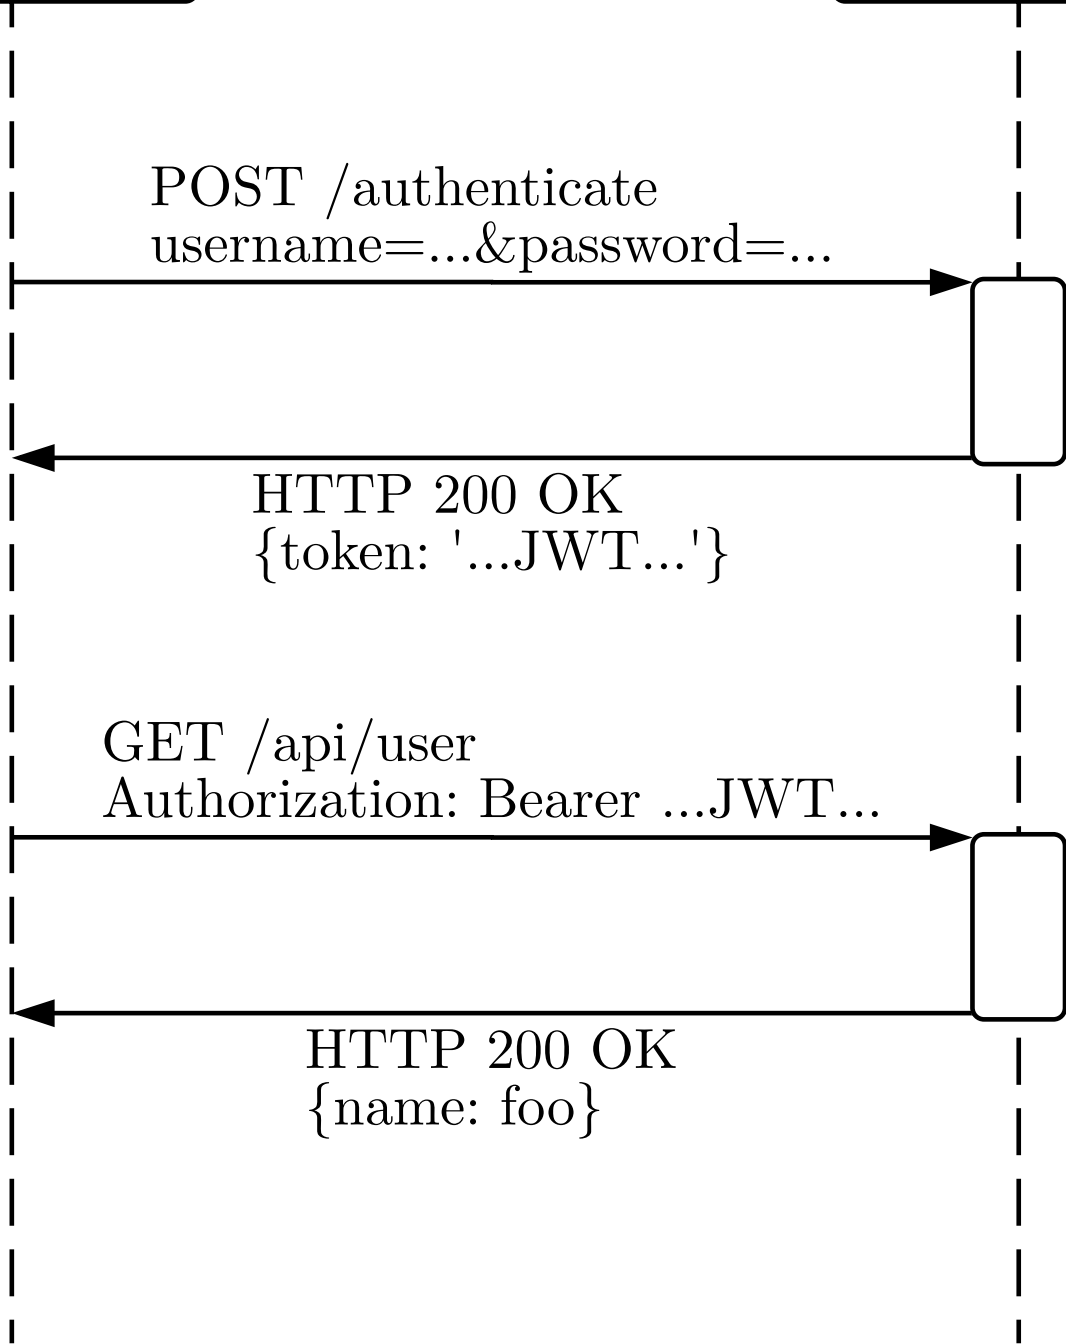 POST /authenticate
username=...&password=...
HTTP 200 OK
{token: '...JWT...'}
GET /api/user
Authorization: Bearer ...JWT...
HTTP 200 OK
{name: foo}